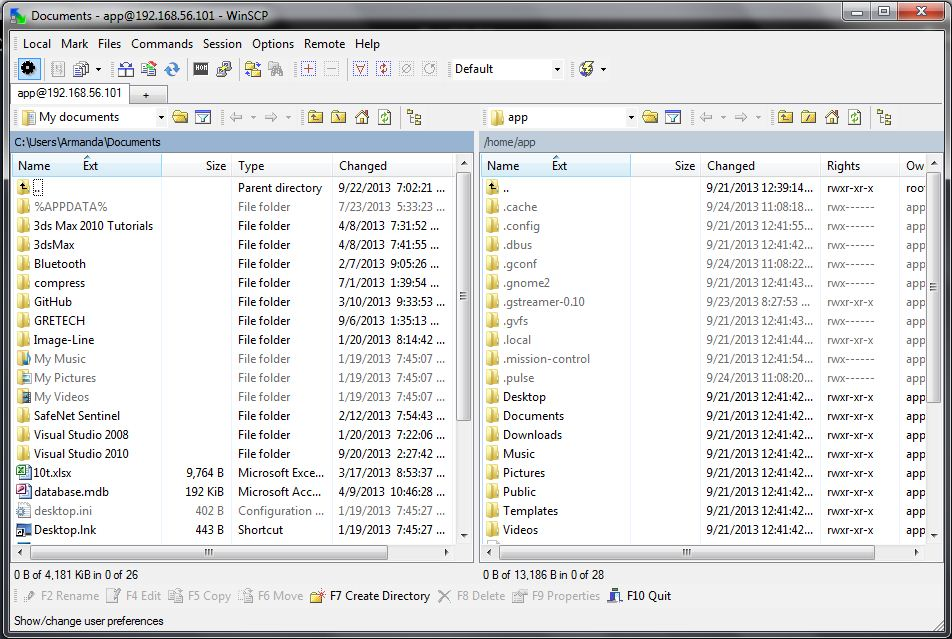 Documents - app@192.168.56.101 - WinSCP
Local Mark Files Commands Session Options Remote Help
Default
app@192.168.56.101
My documents app
C:\Users\Armanda\Documents /home/app
Name Ext Size Type Changed Name Ext Size Changed Rights Ow
.. Parent directory 9/22/2013 7:02:21 ... .. 9/21/2013 12:39:14... rwxr-xr-x roo
%APPDATA% File folder 7/23/2013 5:33:23 ... .cache 9/24/2013 11:08:18... rwx------ app
3ds Max 2010 Tutorials File folder 4/8/2013 7:31:52 ... .config 9/21/2013 12:41:55... rwxr-xr-x app
3dsMax File folder 4/8/2013 7:41:55 ... .dbus 9/21/2013 12:41:42... rwx------ app
Bluetooth File folder 2/7/2013 9:05:26 ... .gconf 9/24/2013 11:08:22... rwx------ app
compress File folder 7/1/2013 1:39:54 ... .gnome2 9/21/2013 12:41:43... rwx------ app
GitHub File folder 3/10/2013 9:33:53 ... .gstreamer-0.10 9/23/2013 8:27:53 ... rwxr-xr-x app
GRETECH File folder 9/6/2013 1:35:13 ... .gvfs 9/21/2013 12:41:43... rwx------ app
Image-Line File folder 1/20/2013 8:14:42 ... .local 9/21/2013 12:41:44... rwxr-xr-x app
My Music File folder 1/19/2013 7:45:07 ... .mission-control 9/21/2013 12:41:54... rwxr-xr-x app
My Pictures File folder 1/19/2013 7:45:07 ... .pulse 9/24/2013 11:08:20... rwx------ app
My Videos File folder 1/19/2013 7:45:07 ... Desktop 9/21/2013 12:41:42... rwxr-xr-x app
SafeNet Sentinel File folder 2/12/2013 7:54:43 ... Documents 9/21/2013 12:41:42... rwxr-xr-x app
Visual Studio 2008 File folder 1/20/2013 7:22:06 ... Downloads 9/21/2013 12:41:42... rwxr-xr-x app
Visual Studio 2010 File folder 9/20/2013 2:27:42 ... Music 9/21/2013 12:41:42... rwxr-xr-x app
10t.xlsx 9,764 B Microsoft Exce... 3/17/2013 8:53:37 ... Pictures 9/21/2013 12:41:42... rwxr-xr-x app
database.mdb 192 KiB Microsoft Acc... 4/9/2013 10:46:28 ... Public 9/21/2013 12:41:42... rwxr-xr-x app
desktop.ini 402 B Configuration ... 1/19/2013 7:45:27 ... Templates 9/21/2013 12:41:42... rwxr-xr-x app
Desktop.lnk 443 B Shortcut 1/19/2013 7:45:27 ... Videos 9/21/2013 12:41:42... rwxr-xr-x app
0 B of 4,181 KiB in 0 of 26 0 B of 13,186 B in 0 of 28
F2 Rename F4 Edit F5 Copy F6 Move F7 Create Directory F8 Delete F9 Properties F10 Quit
Show/change user preferences